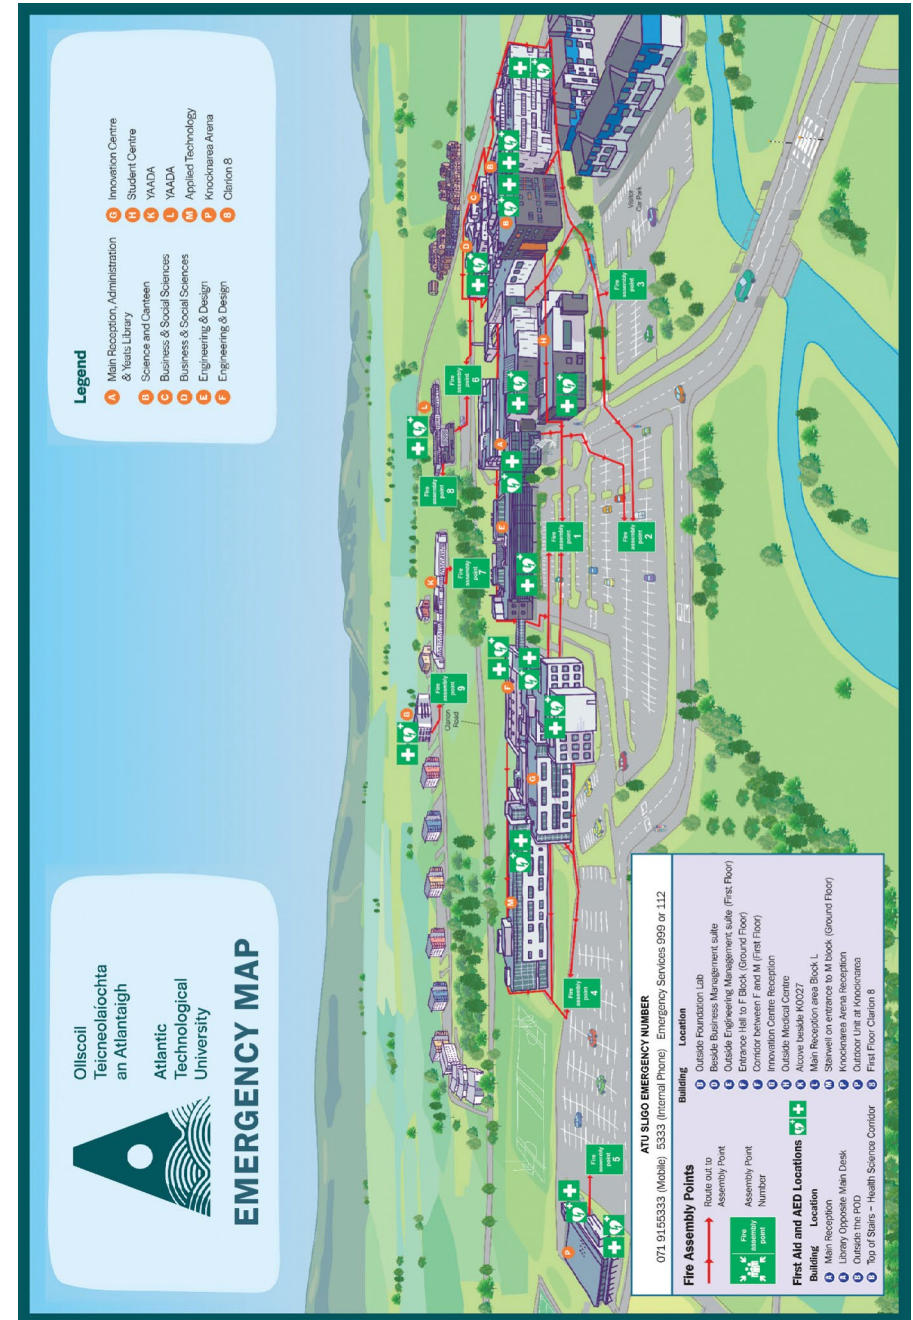 Ollscoil
Teicneolaíochta
an Atlantaigh
Atlantic
Technological
University
EMERGENCY MAP
Legend
A Main Reception, Administration
& Yeats Library
B Science and Canteen
C Business & Social Sciences
D Business & Social Sciences
E Engineering & Design
F Engineering & Design
G Innovation Centre
H Student Centre
K YAADA
L YAADA
M Applied Technology
P Knocknarea Arena
8 Clarion 8
8
Clarion
Road
Fire
assembly
point
9
K
Fire
assembly
point
7
L
Fire
assembly
point
8
Fire
assembly
point
6
D
C
B
B
P
M
F
G
E
A
H
Fire
assembly
point
5
Fire
assembly
point
4
Fire
assembly
point
1
Fire
assembly
point
2
Fire
assembly
point
3
Visitor
Car Park
ATU SLIGO EMERGENCY NUMBER
071 9155333 (Mobile) 5333 (Internal Phone) Emergency Services 999 or 112
Fire Assembly Points
Route out to
Assembly Point
Fire
assembly
point
Assembly Point
Number
First Aid and AED Locations
Building Location
A Main Reception
A Library Opposite Main Desk
B Outside the POD
B Top of Stairs – Health Science Corridor
Building Location
D Outside Foundation Lab
D Beside Business Management suite
E Outside Engineering Management suite (First Floor)
F Entrance Hall to F Block (Ground Floor)
F Corridor between F and M (First Floor)
G Innovation Centre Reception
H Outside Medical Centre
K Alcove beside K0027
L Main Reception area Block L
M Stairwell on entrance to M block (Ground Floor)
P Knocknarea Arena Reception
P Outdoor Unit at Knocknarea
8 First Floor Clarion 8